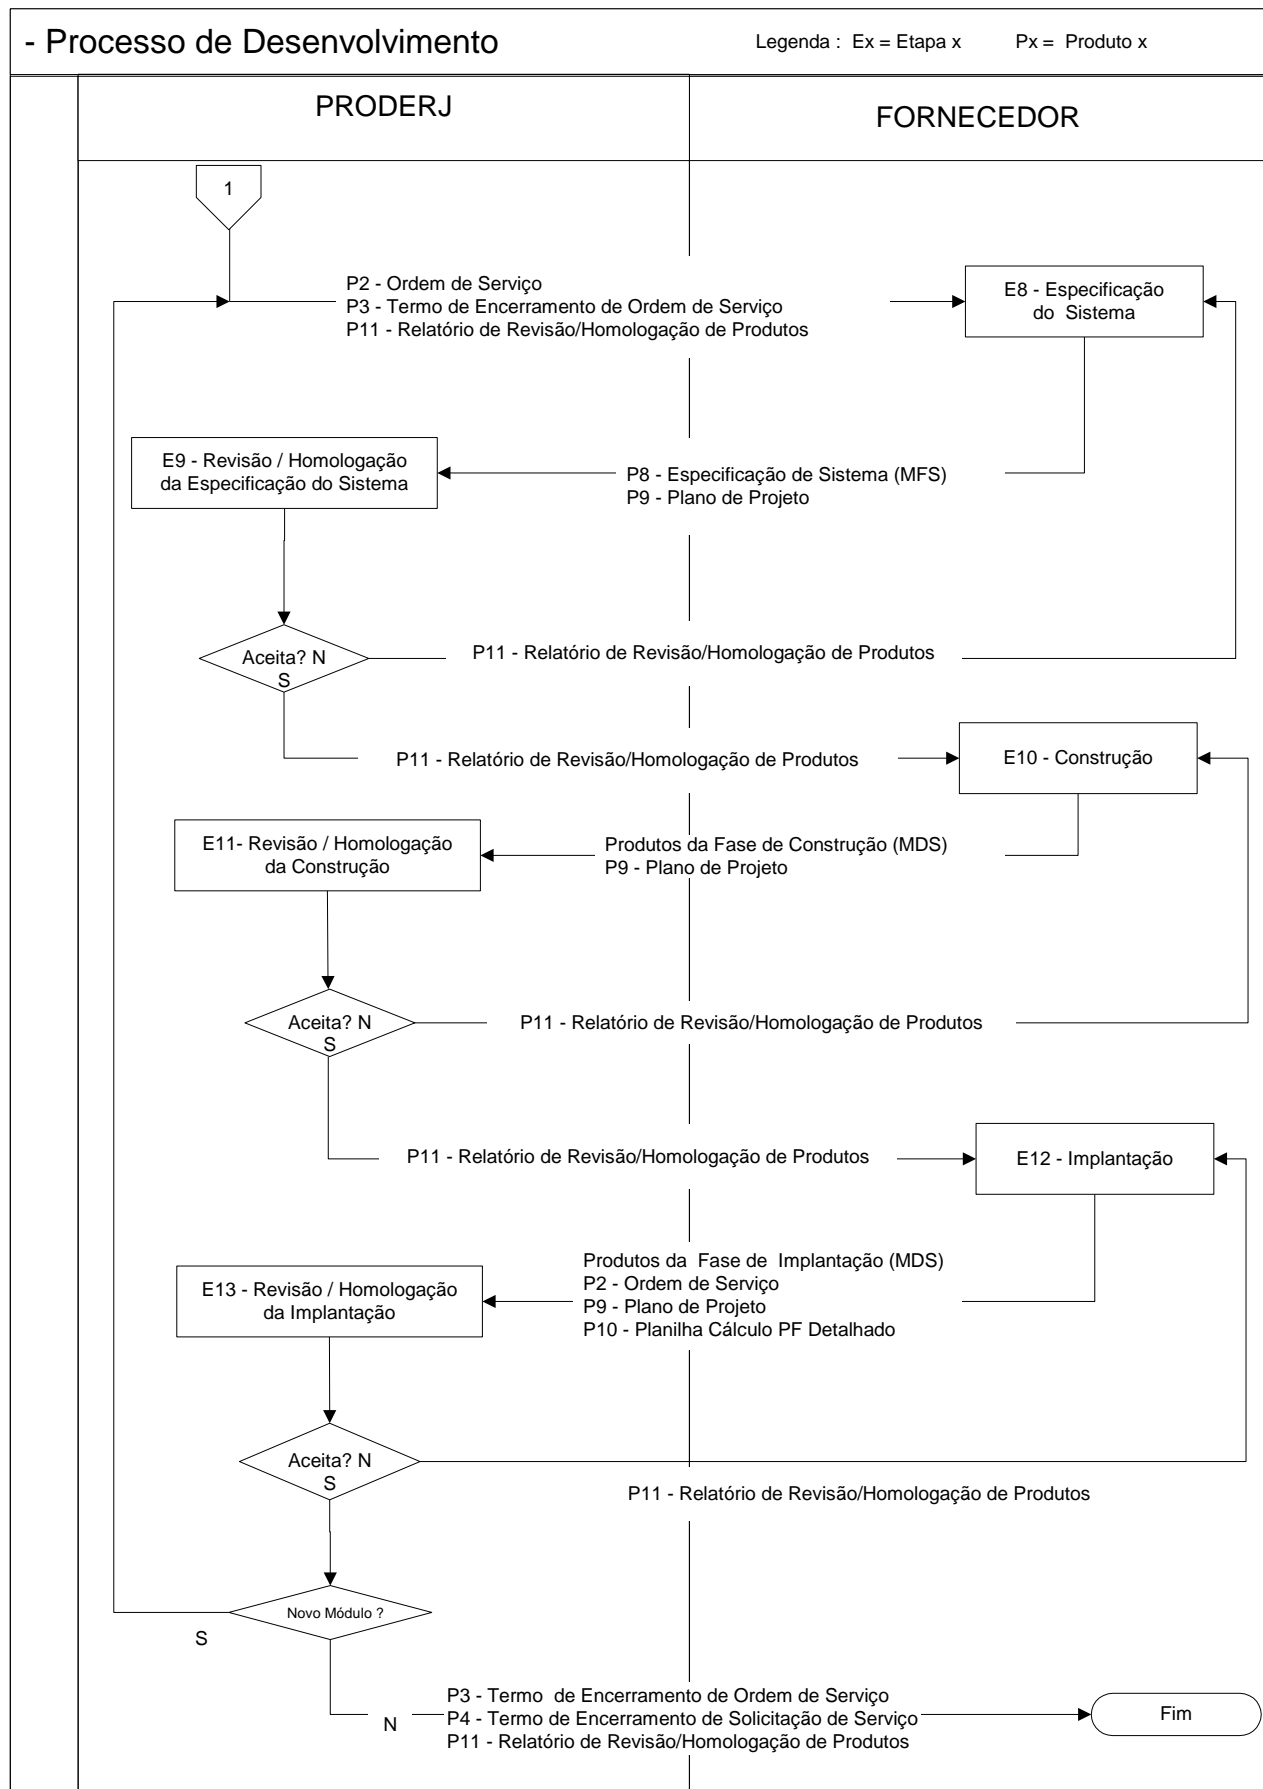 - Processo de Desenvolvimento
Legenda : Ex = Etapa x Px = Produto x
PRODERJ
FORNECEDOR
1
P2 - Ordem de Serviço
P3 - Termo de Encerramento de Ordem de Serviço
P11 - Relatório de Revisão/Homologação de Produtos
E8 - Especificação
do Sistema
E9 - Revisão / Homologação
da Especificação do Sistema
P8 - Especificação de Sistema (MFS)
P9 - Plano de Projeto
Aceita? N
S
P11 - Relatório de Revisão/Homologação de Produtos
P11 - Relatório de Revisão/Homologação de Produtos
E10 - Construção
E11- Revisão / Homologação
da Construção
Produtos da Fase de Construção (MDS)
P9 - Plano de Projeto
Aceita? N
S
P11 - Relatório de Revisão/Homologação de Produtos
P11 - Relatório de Revisão/Homologação de Produtos
E12 - Implantação
E13 - Revisão / Homologação
da Implantação
Produtos da Fase de Implantação (MDS)
P2 - Ordem de Serviço
P9 - Plano de Projeto
P10 - Planilha Cálculo PF Detalhado
Aceita? N
S
P11 - Relatório de Revisão/Homologação de Produtos
Novo Módulo ?
S
N
P3 - Termo de Encerramento de Ordem de Serviço
P4 - Termo de Encerramento de Solicitação de Serviço
P11 - Relatório de Revisão/Homologação de Produtos
Fim